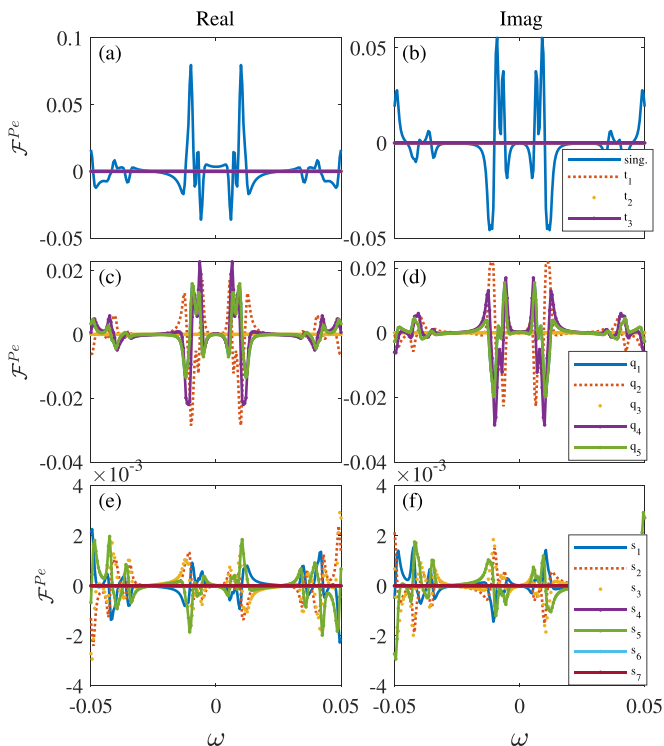 Real
Imag
(a)
0.1
0.05
0
-0.05
ℱ^{Pe}
(b)
0.05
0
-0.05
sing.
t_1
t_2
t_3
(c)
0.02
0
-0.02
-0.04
ℱ^{Pe}
(d)
0.02
0
-0.02
-0.04
q_1
q_2
q_3
q_4
q_5
×10^{-3}
(e)
4
2
0
-2
-4
ℱ^{Pe}
-0.05
0
0.05
ω
×10^{-3}
(f)
4
2
0
-2
-4
s_1
s_2
s_3
s_4
s_5
s_6
s_7
-0.05
0
0.05
ω